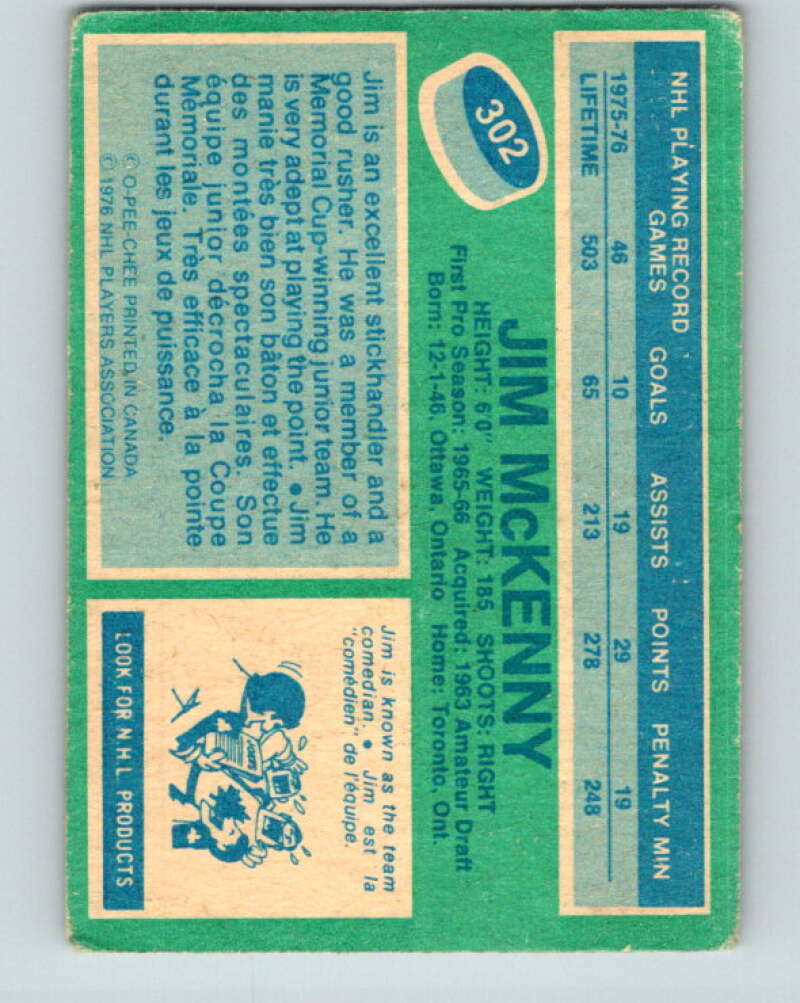 NHL PLAYING RECORD
GAMES GOALS ASSISTS POINTS PENALTY MIN
1975-76 46 10 19 29 19
LIFETIME 503 65 213 278 248
302
JIM McKENNY
HEIGHT: 6'0" WEIGHT: 185 SHOOTS: RIGHT
First Pro Season: 1965-66 Acquired: 1963 Amateur Draft
Born: 12-1-46, Ottawa, Ontario Home: Toronto, Ont.
Jim is an excellent stickhandler and a
good rusher. He was a member of a
Memorial Cup-winning junior team. He
is very adept at playing the point. • Jim
manie très bien son bâton et effectue
des montées spectaculaires. Son
équipe junior décrocha la Coupe
Mémoriale. Très efficace à la pointe
durant les jeux de puissance.
© O-PEE-CHEE PRINTED IN CANADA
© 1976 NHL PLAYERS ASSOCIATION
Jim is known as the team
comedian. • Jim est la
"comédien" de l'équipe.
LOOK FOR NHL PRODUCTS